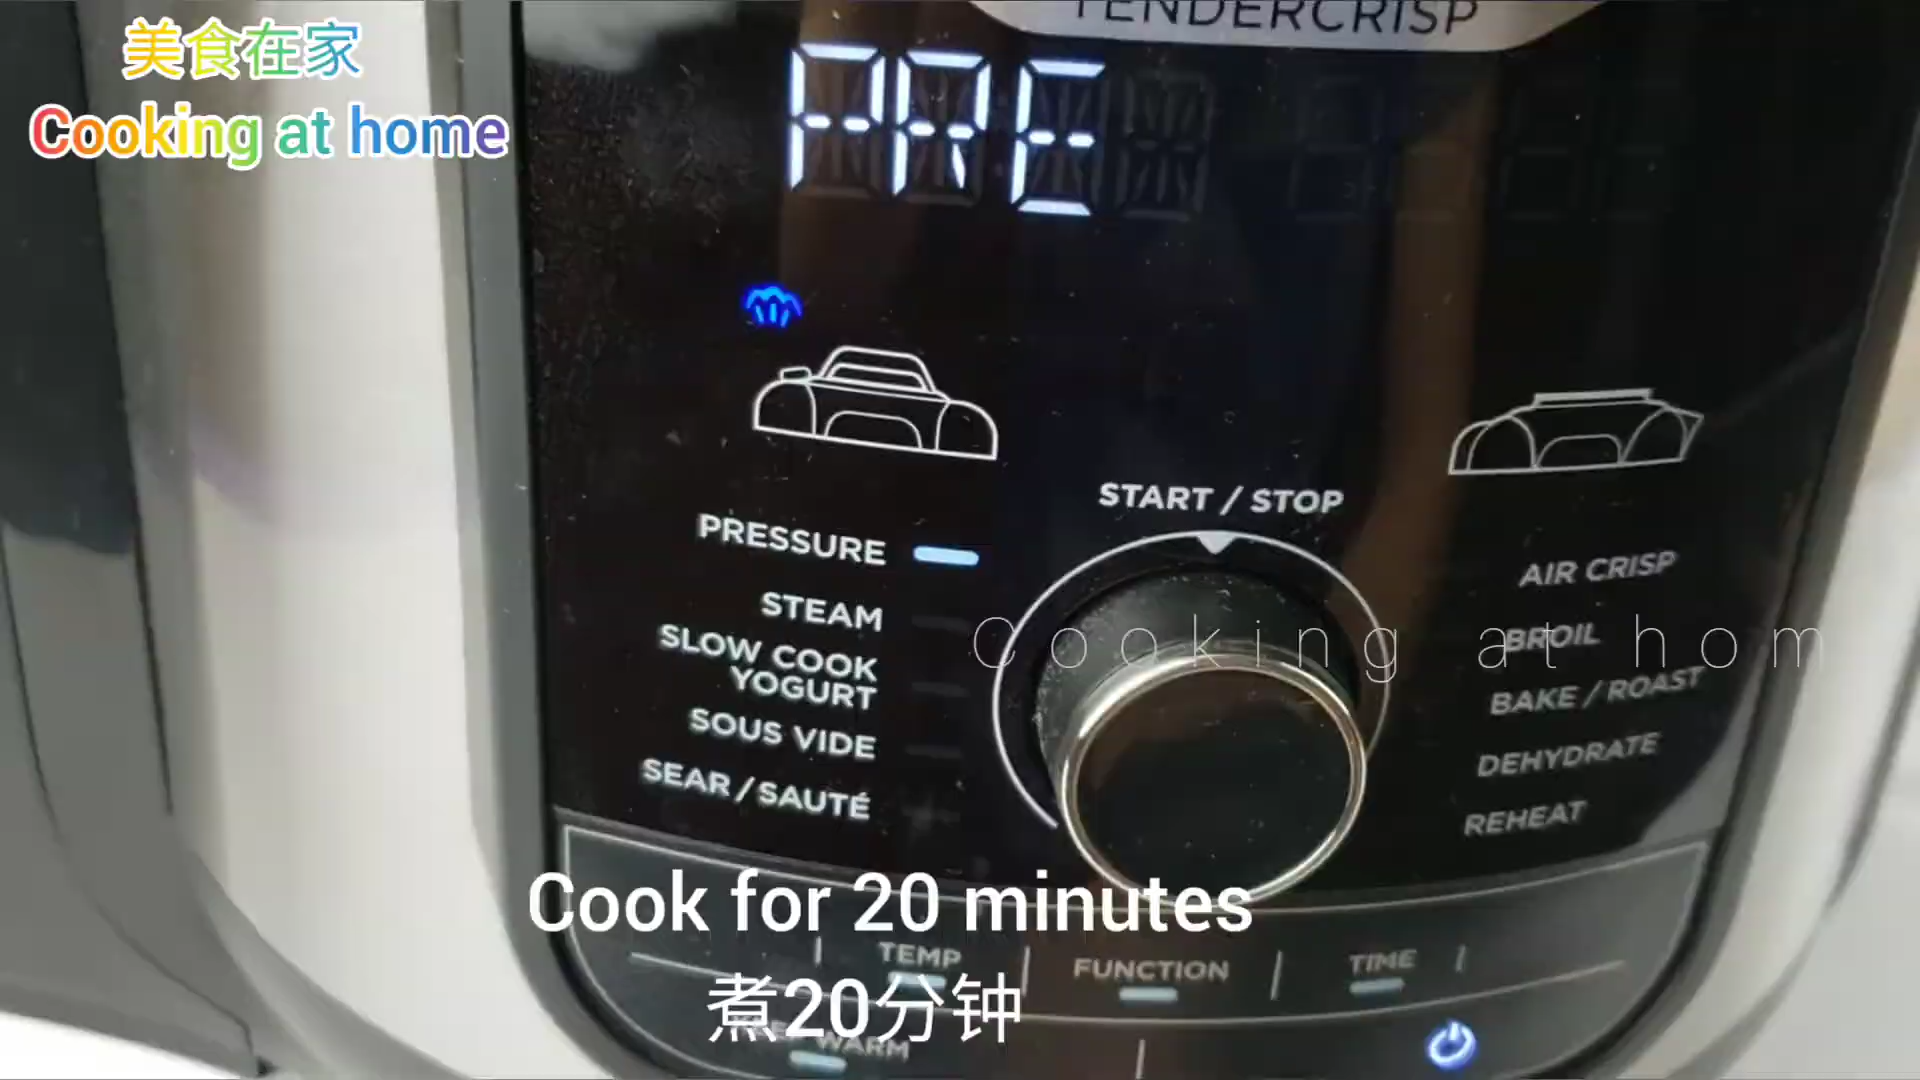 美食在家
Cooking at home
TENDERCRISP
PRE
START / STOP
PRESSURE
STEAM
SLOW COOK
YOGURT
SOUS VIDE
SEAR / SAUTÉ
AIR CRISP
BROIL
BAKE / ROAST
DEHYDRATE
REHEAT
Cooking at hom
Cook for 20 minutes
TEMP
FUNCTION
TIME
煮20分钟
KEEP WARM